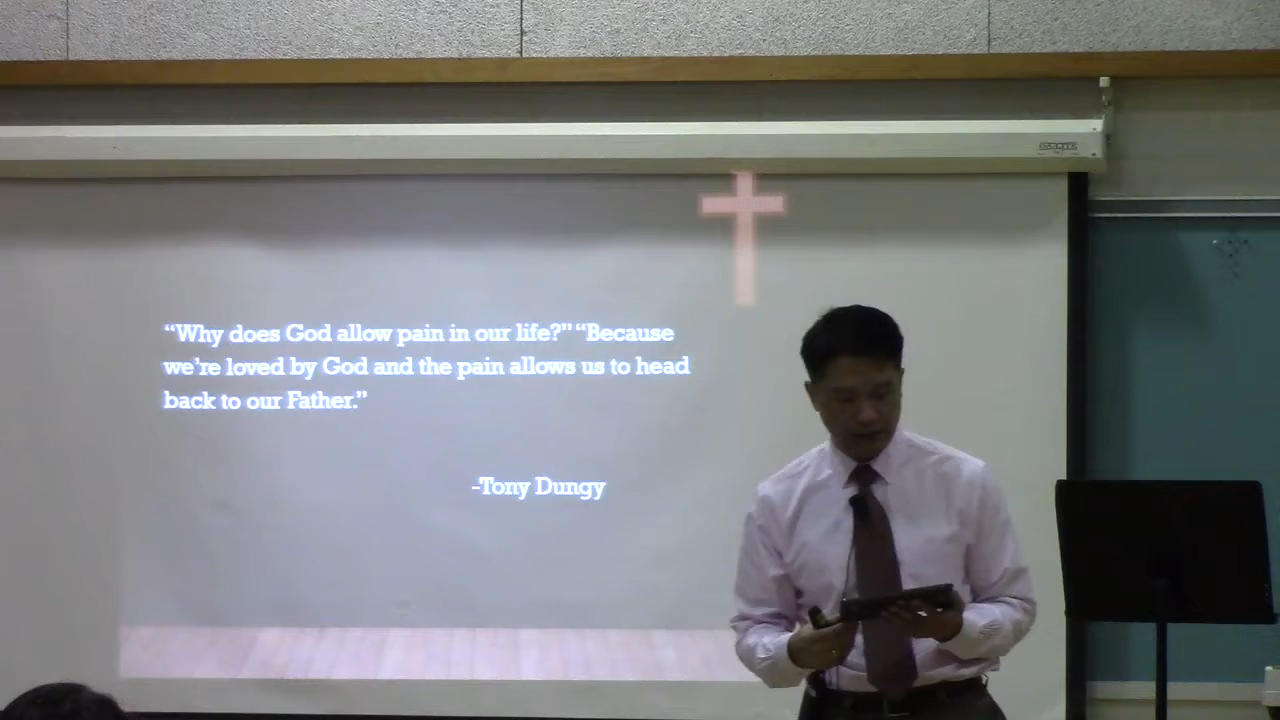 “Why does God allow pain in our life?” “Because
we’re loved by God and the pain allows us to head
back to our Father.”
-Tony Dungy